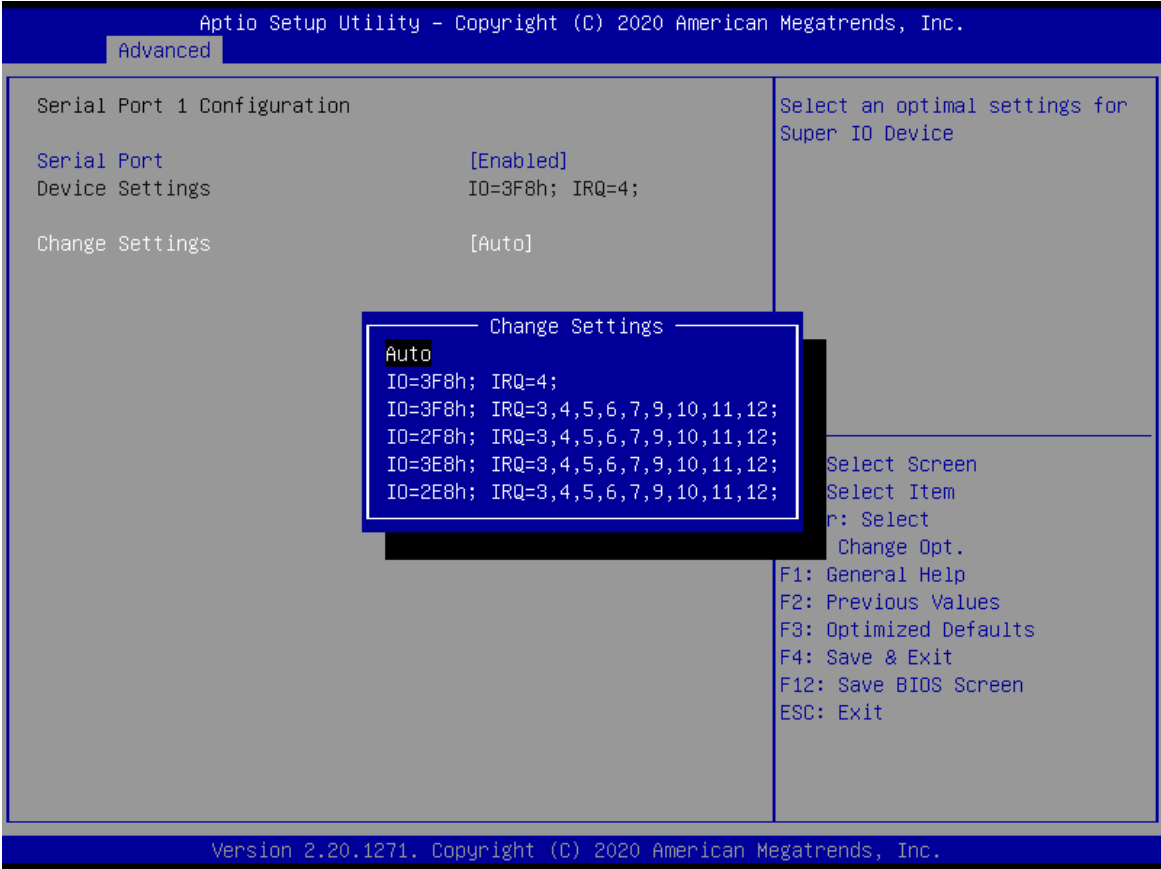 Aptio Setup Utility – Copyright (C) 2020 American Megatrends, Inc.
Advanced
Serial Port 1 Configuration
Serial Port [Enabled]
Device Settings IO=3F8h; IRQ=4;
Change Settings [Auto]
Change Settings
Auto
IO=3F8h; IRQ=4;
IO=3F8h; IRQ=3,4,5,6,7,9,10,11,12;
IO=2F8h; IRQ=3,4,5,6,7,9,10,11,12;
IO=3E8h; IRQ=3,4,5,6,7,9,10,11,12;
IO=2E8h; IRQ=3,4,5,6,7,9,10,11,12;
Select an optimal settings for
Super IO Device
Select Screen
Select Item
r: Select
Change Opt.
F1: General Help
F2: Previous Values
F3: Optimized Defaults
F4: Save & Exit
F12: Save BIOS Screen
ESC: Exit
Version 2.20.1271. Copyright (C) 2020 American Megatrends, Inc.